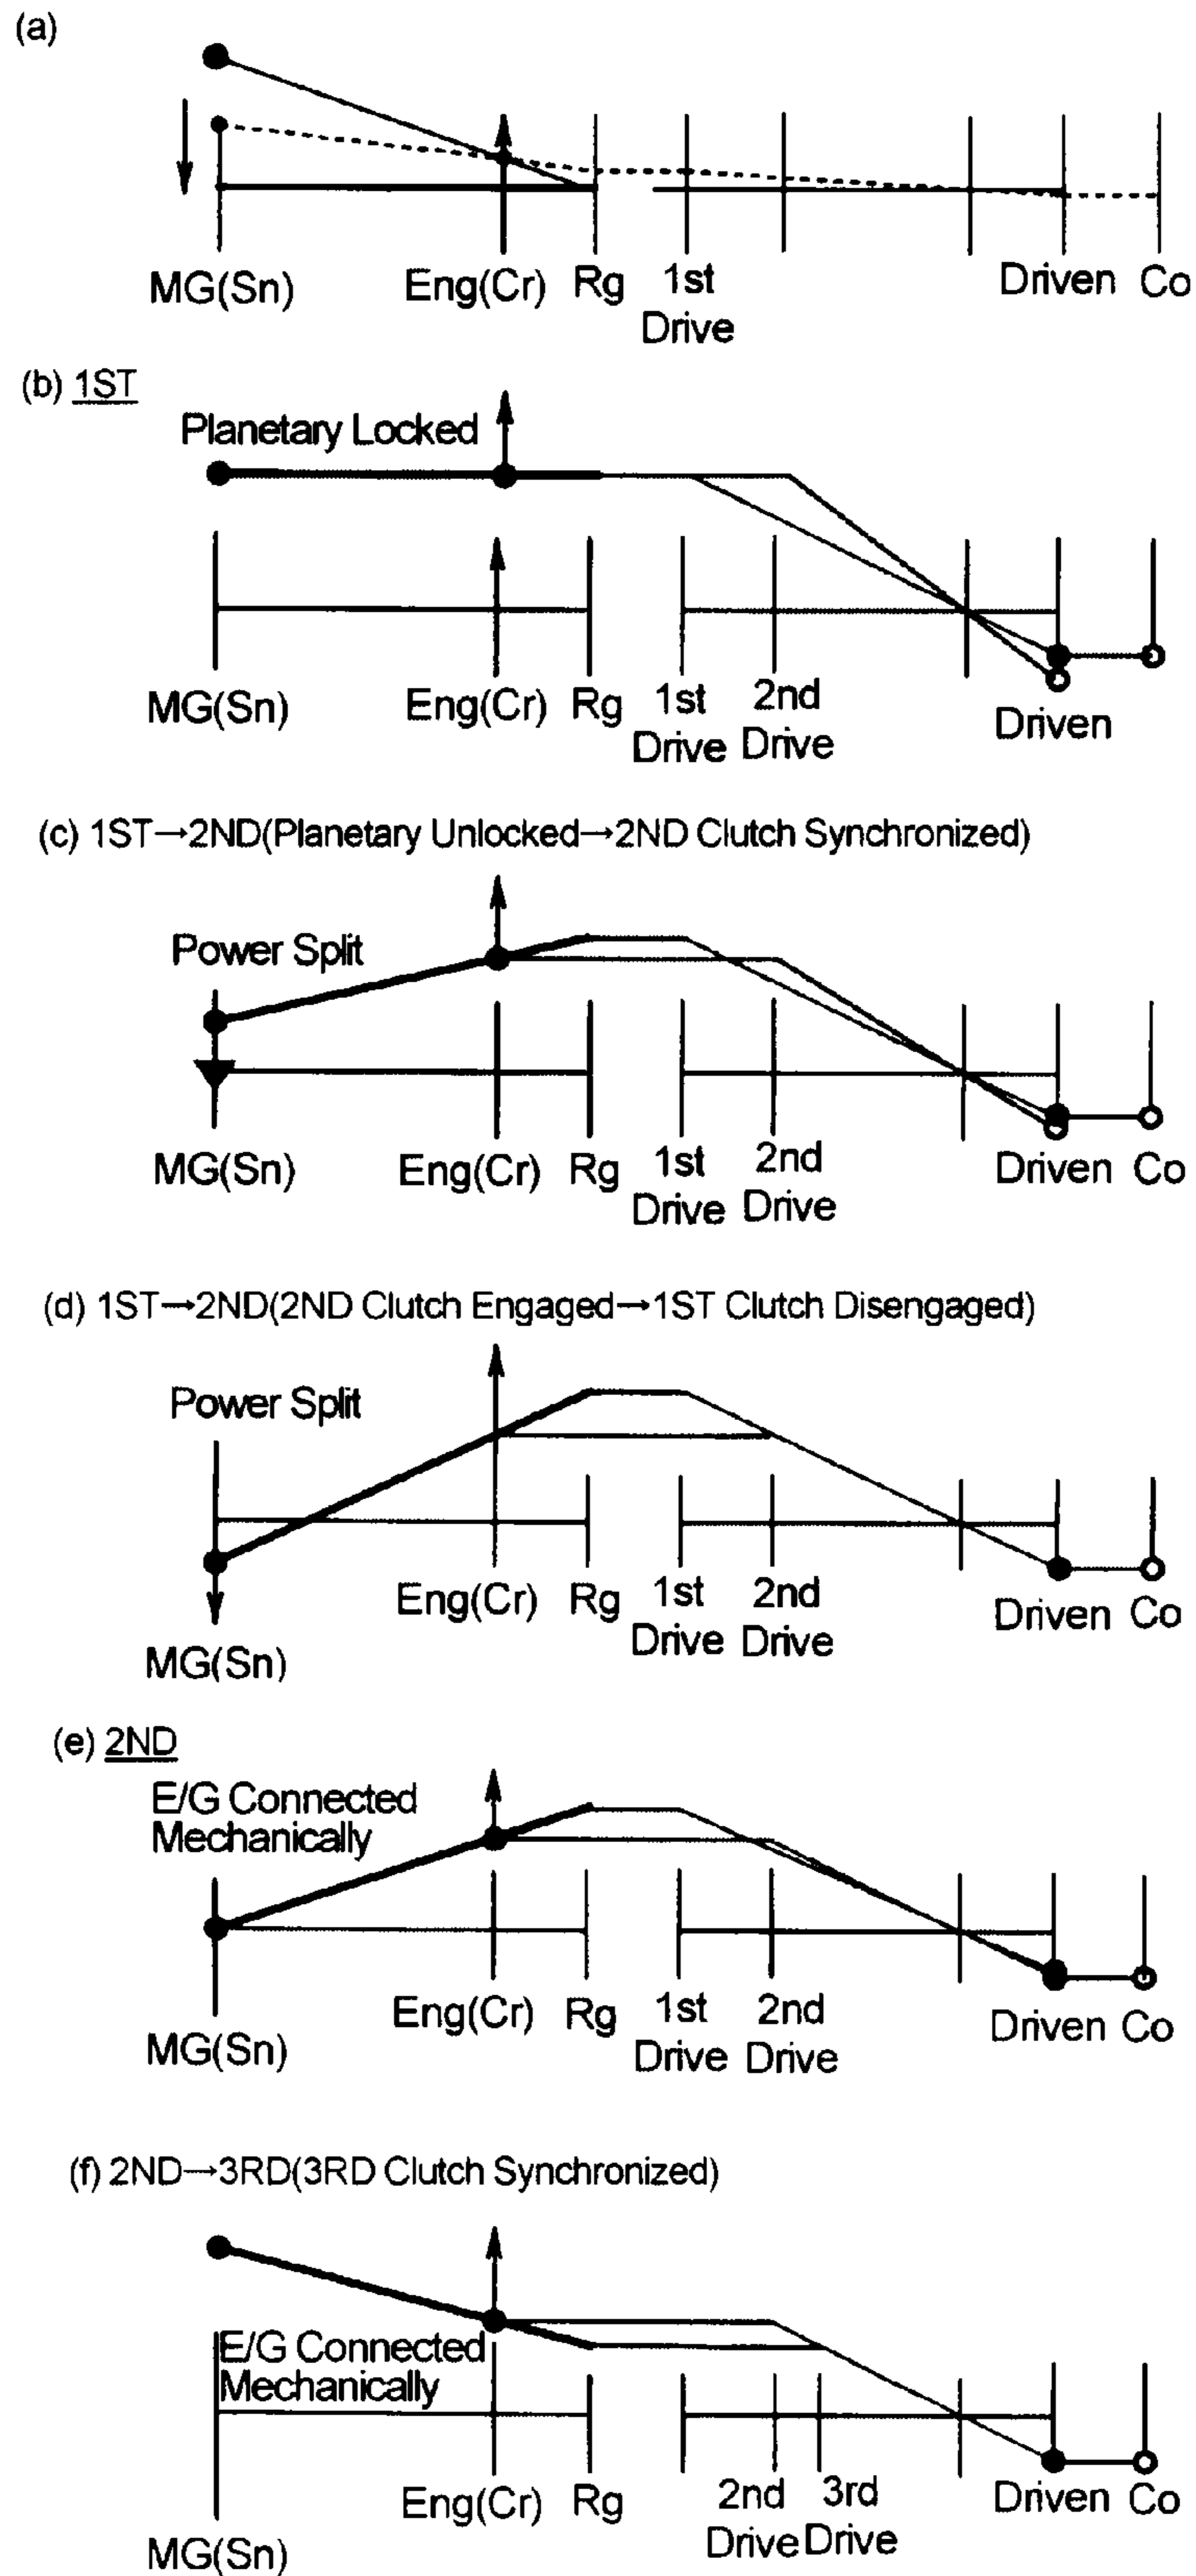 (a)
MG(Sn) Eng(Cr) Rg 1st Driven Co
Drive
(b) 1ST
Planetary Locked
MG(Sn) Eng(Cr) Rg 1st 2nd Driven
Drive Drive
(c) 1ST→2ND(Planetary Unlocked→2ND Clutch Synchronized)
Power Split
MG(Sn) Eng(Cr) Rg 1st 2nd Driven Co
Drive Drive
(d) 1ST→2ND(2ND Clutch Engaged→1ST Clutch Disengaged)
Power Split
Eng(Cr) Rg 1st 2nd Driven Co
Drive Drive
MG(Sn)
(e) 2ND
E/G Connected
Mechanically
Eng(Cr) Rg 1st 2nd Driven Co
MG(Sn) Drive Drive
(f) 2ND→3RD(3RD Clutch Synchronized)
E/G Connected
Mechanically
Eng(Cr) Rg 2nd 3rd Driven Co
MG(Sn) Drive Drive